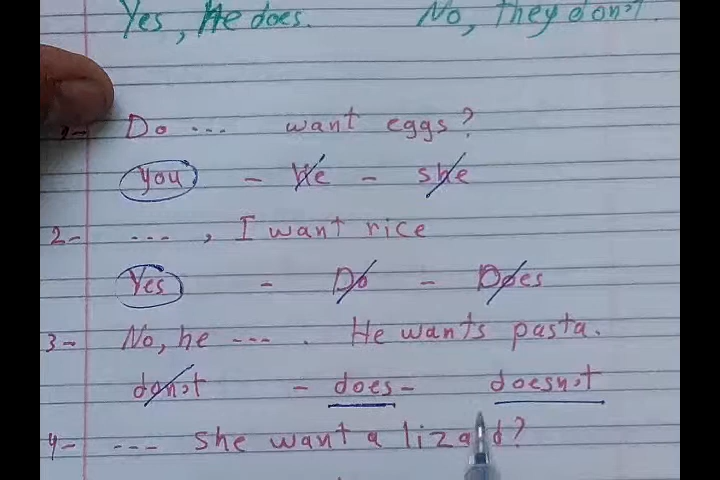 Yes, He does. No, They don't.
1- Do ... want eggs?
you - He - she
2- ... , I want rice
Yes - Do - Does
3- No, he ... . He wants pasta.
don't - does - doesn't
4- ... she want a lizard?